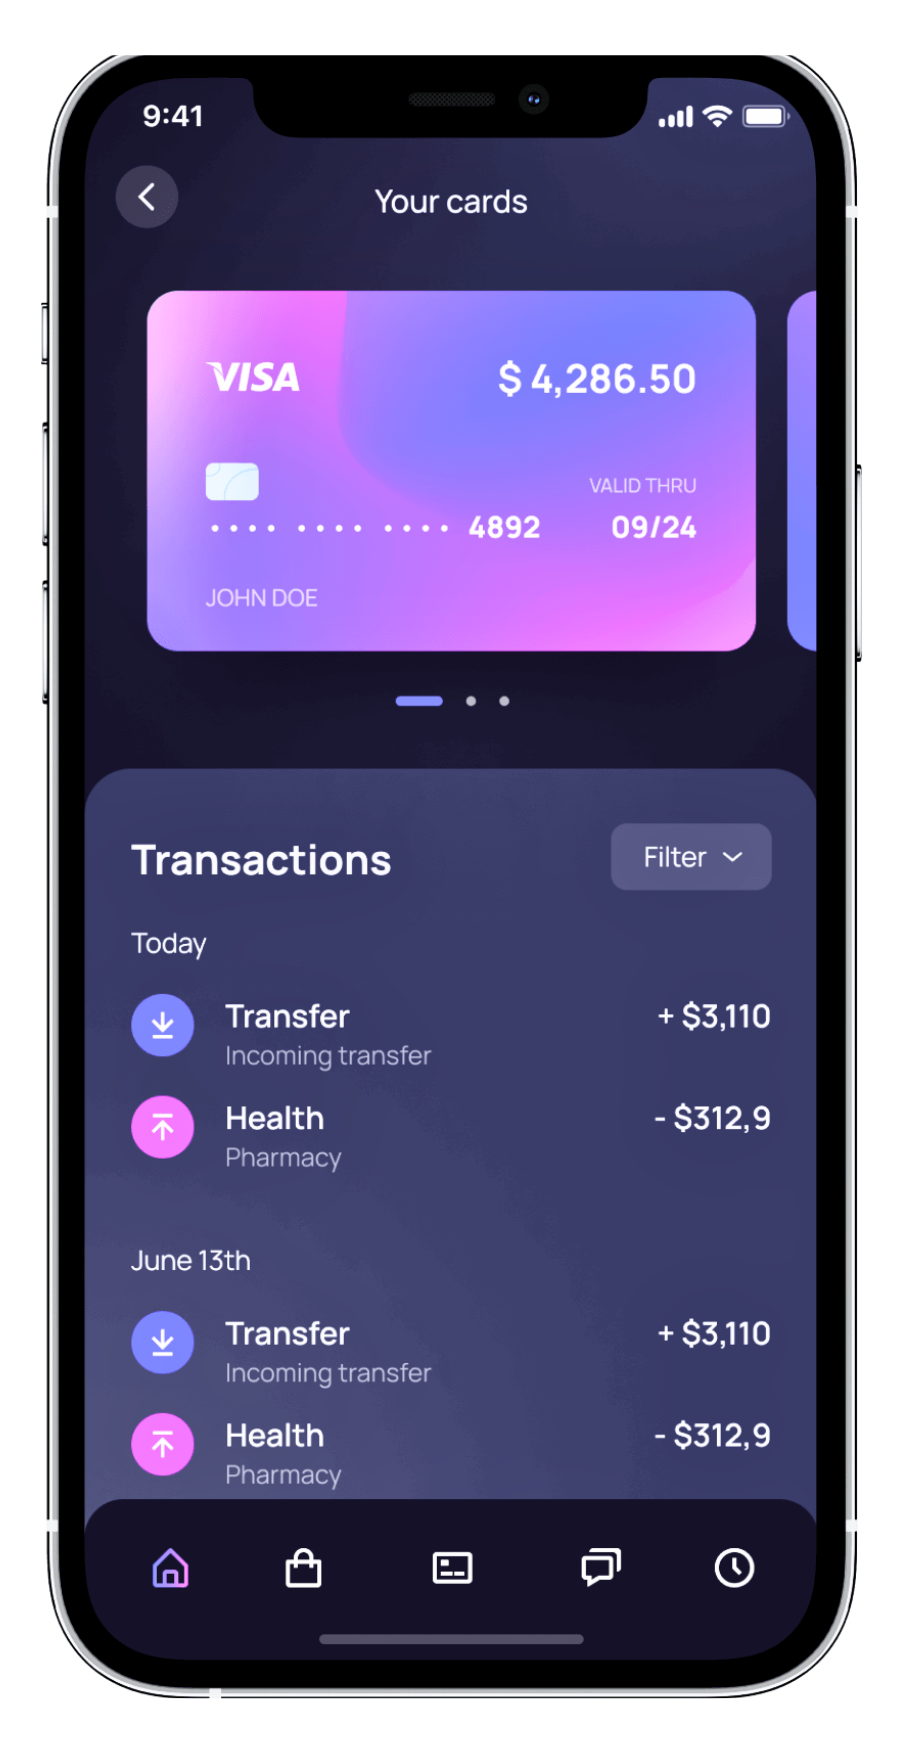 9:41
Your cards
VISA
$ 4,286.50
VALID THRU
•••• •••• •••• 4892
09/24
JOHN DOE
Transactions
Filter
Today
Transfer
+ $3,110
Incoming transfer
Health
- $312,9
Pharmacy
June 13th
Transfer
+ $3,110
Incoming transfer
Health
- $312,9
Pharmacy